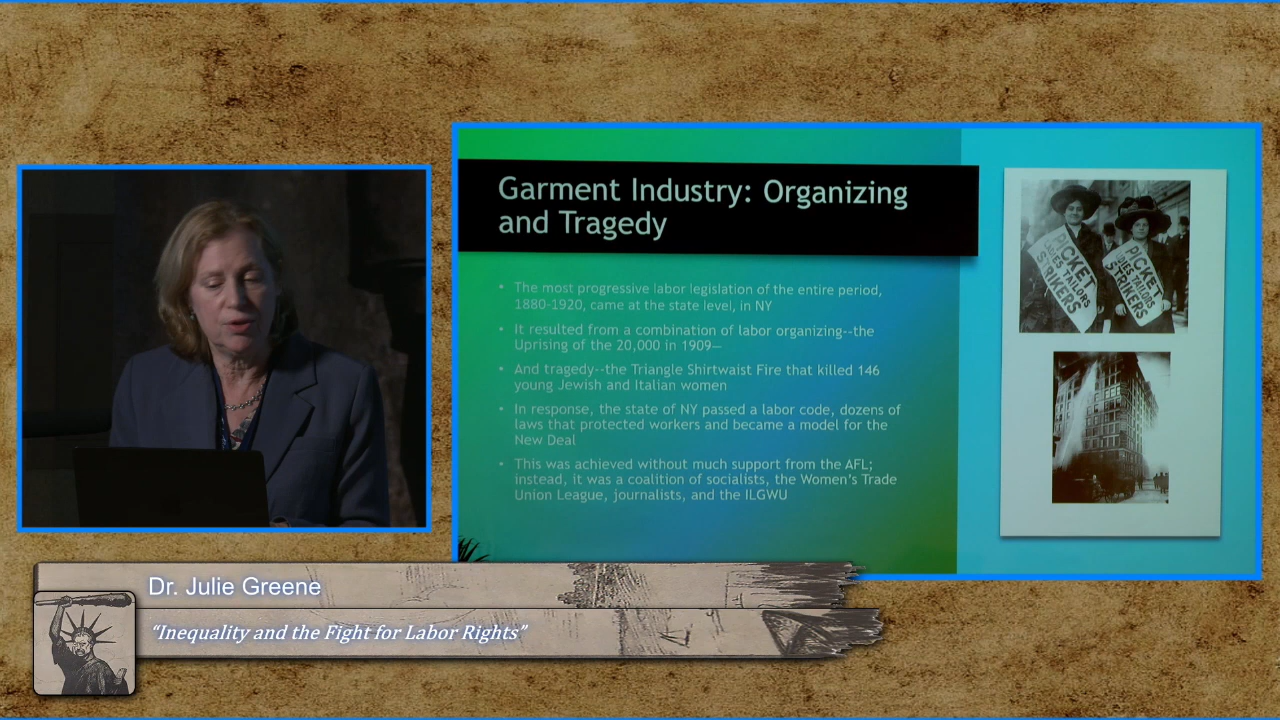 Garment Industry: Organizing
and Tragedy
• The most progressive labor legislation of the entire period,
1880-1920, came at the state level, in NY
• It resulted from a combination of labor organizing--the
Uprising of the 20,000 in 1909—
• And tragedy--the Triangle Shirtwaist Fire that killed 146
young Jewish and Italian women
• In response, the state of NY passed a labor code, dozens of
laws that protected workers and became a model for the
New Deal
• This was achieved without much support from the AFL;
instead, it was a coalition of socialists, the Women's Trade
Union League, journalists, and the ILGWU
PICKET
LADIES TAILORS
STRIKERS
PICKET
LADIES TAILORS
STRIKERS
Dr. Julie Greene
“Inequality and the Fight for Labor Rights”